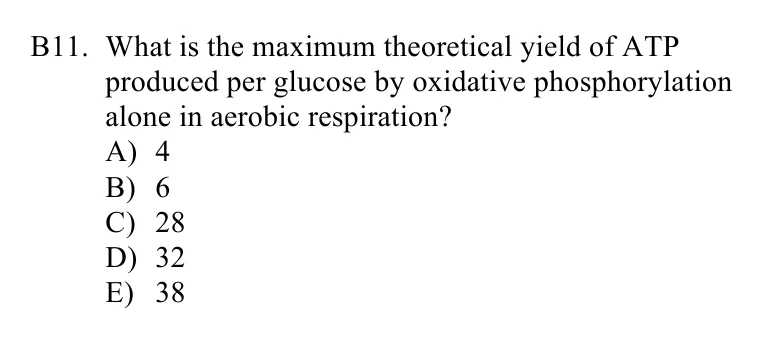 B11. What is the maximum theoretical yield of ATP
produced per glucose by oxidative phosphorylation
alone in aerobic respiration?
A) 4
B) 6
C) 28
D) 32
E) 38